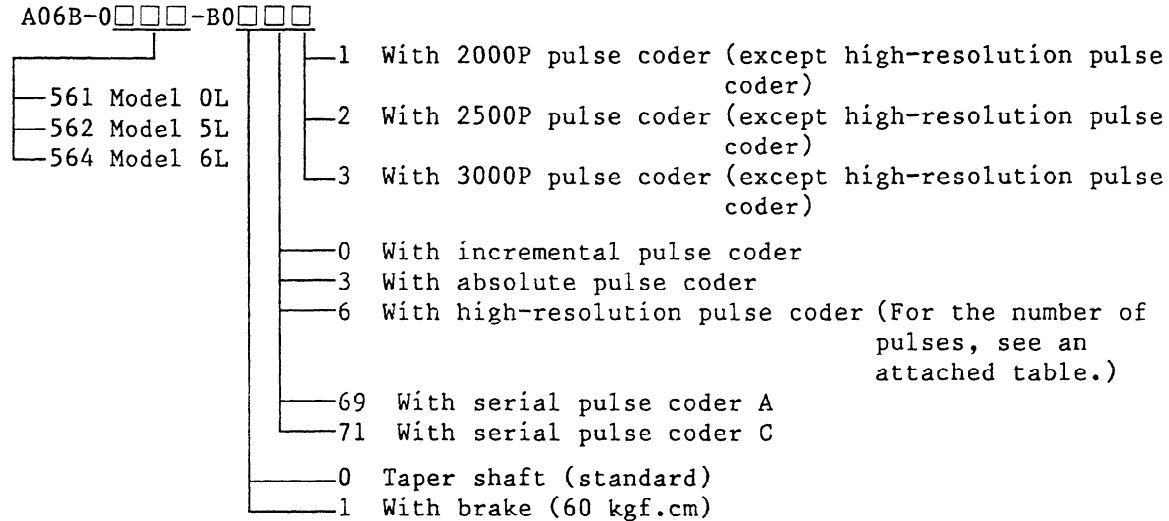 A06B-0□□□-B0□□□
1 With 2000P pulse coder (except high-resolution pulse
coder)
561 Model 0L
562 Model 5L
564 Model 6L
2 With 2500P pulse coder (except high-resolution pulse
coder)
3 With 3000P pulse coder (except high-resolution pulse
coder)
0 With incremental pulse coder
3 With absolute pulse coder
6 With high-resolution pulse coder (For the number of
pulses, see an
attached table.)
69 With serial pulse coder A
71 With serial pulse coder C
0 Taper shaft (standard)
1 With brake (60 kgf.cm)